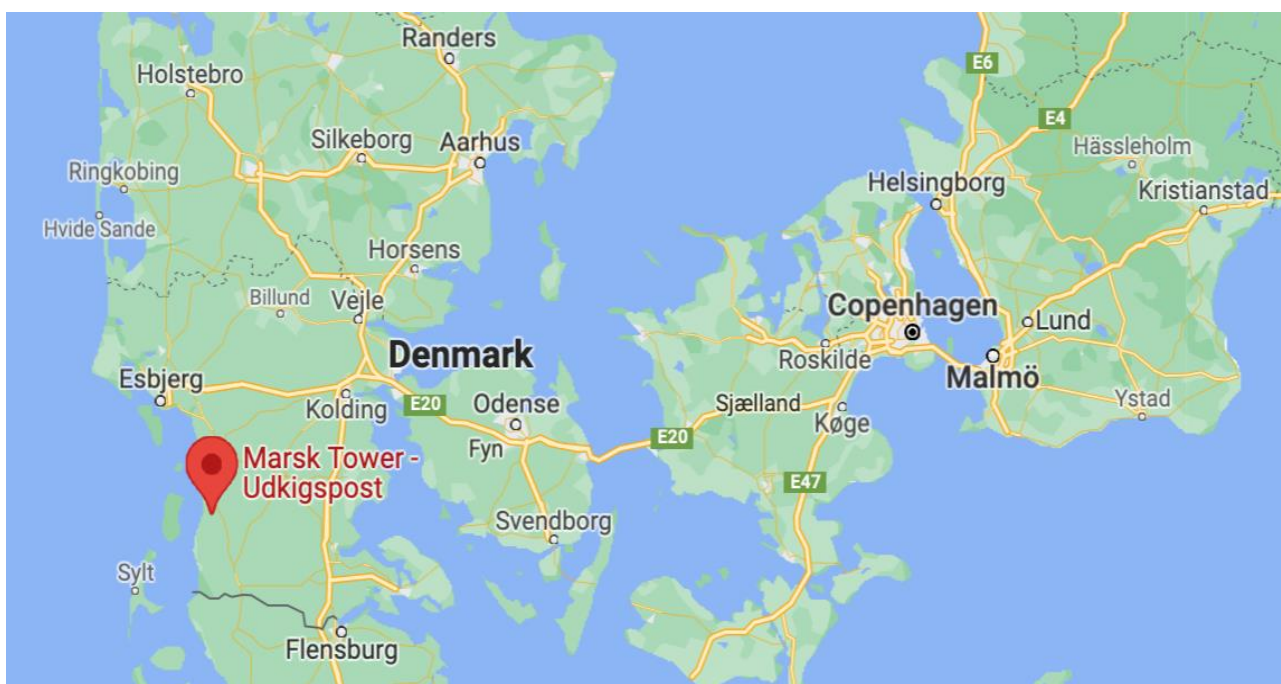 Randers
E6
Holstebro
E4
Silkeborg
Aarhus
Hässleholm
Ringkobing
Helsingborg
Kristianstad
Hvide Sande
Horsens
Billund
Vejle
Copenhagen
Lund
Denmark
Roskilde
Malmö
Esbjerg
Kolding
E20
Odense
Sjælland
Køge
Ystad
Fyn
E20
Marsk Tower -
Udkigspost
E47
Svendborg
Sylt
Flensburg